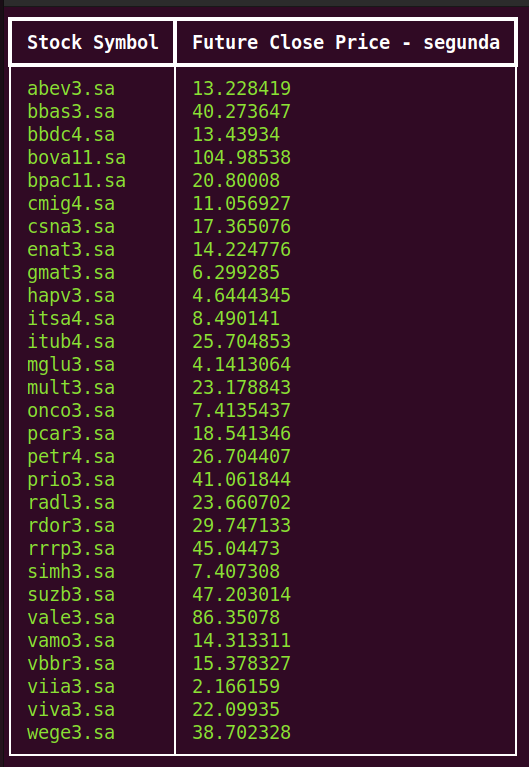 Stock Symbol Future Close Price - segunda
abev3.sa 13.228419
bbas3.sa 40.273647
bbdc4.sa 13.43934
bova11.sa 104.98538
bpac11.sa 20.80008
cmig4.sa 11.056927
csna3.sa 17.365076
enat3.sa 14.224776
gmat3.sa 6.299285
hapv3.sa 4.6444345
itsa4.sa 8.490141
itub4.sa 25.704853
mglu3.sa 4.1413064
mult3.sa 23.178843
onco3.sa 7.4135437
pcar3.sa 18.541346
petr4.sa 26.704407
prio3.sa 41.061844
radl3.sa 23.660702
rdor3.sa 29.747133
rrrp3.sa 45.04473
simh3.sa 7.407308
suzb3.sa 47.203014
vale3.sa 86.35078
vamo3.sa 14.313311
vbbr3.sa 15.378327
viia3.sa 2.166159
viva3.sa 22.09935
wege3.sa 38.702328